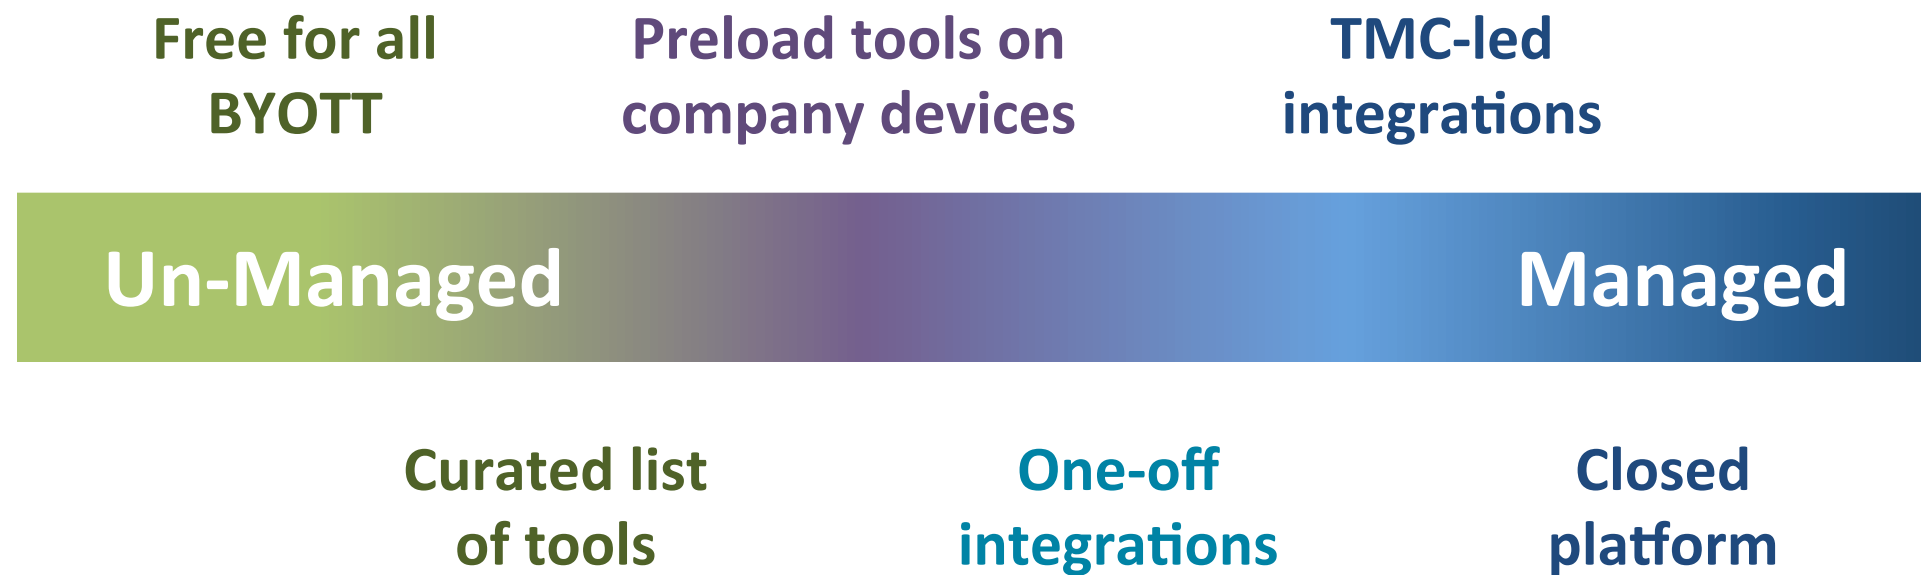 Free for all
BYOTT
Preload tools on
company devices
TMC-led
integrations
Un-Managed
Managed
Curated list
of tools
One-off
integrations
Closed
platform